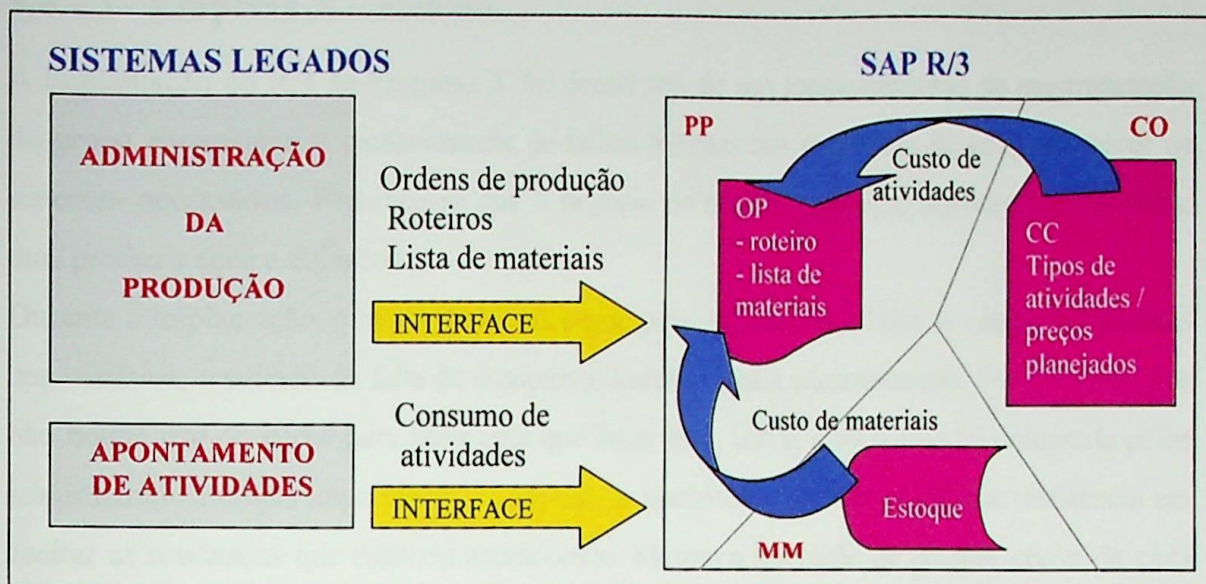 SISTEMAS LEGADOS
ADMINISTRAÇÃO
DA
PRODUÇÃO
APONTAMENTO
DE ATIVIDADES
Ordens de produção
Roteiros
Lista de materiais
INTERFACE
Consumo de
atividades
INTERFACE
SAP R/3
PP
CO
Custo de
atividades
OP
- roteiro
- lista de
materiais
CC
Tipos de
atividades /
preços
planejados
Custo de materiais
Estoque
MM